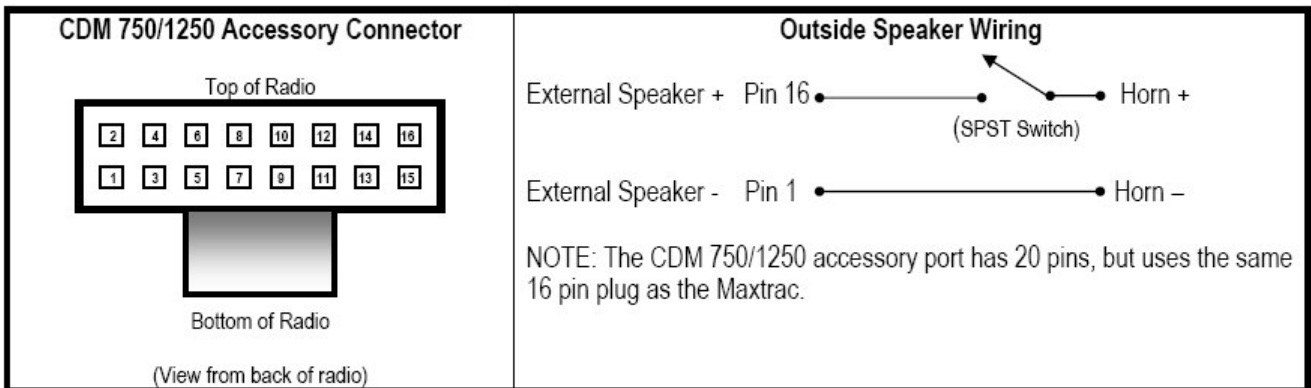 CDM 750/1250 Accessory Connector
Top of Radio
2 4 6 8 10 12 14 16
1 3 5 7 9 11 13 15
Bottom of Radio
(View from back of radio)
Outside Speaker Wiring
External Speaker + Pin 16 Horn +
(SPST Switch)
External Speaker - Pin 1 Horn –
NOTE: The CDM 750/1250 accessory port has 20 pins, but uses the same
16 pin plug as the Maxtrac.